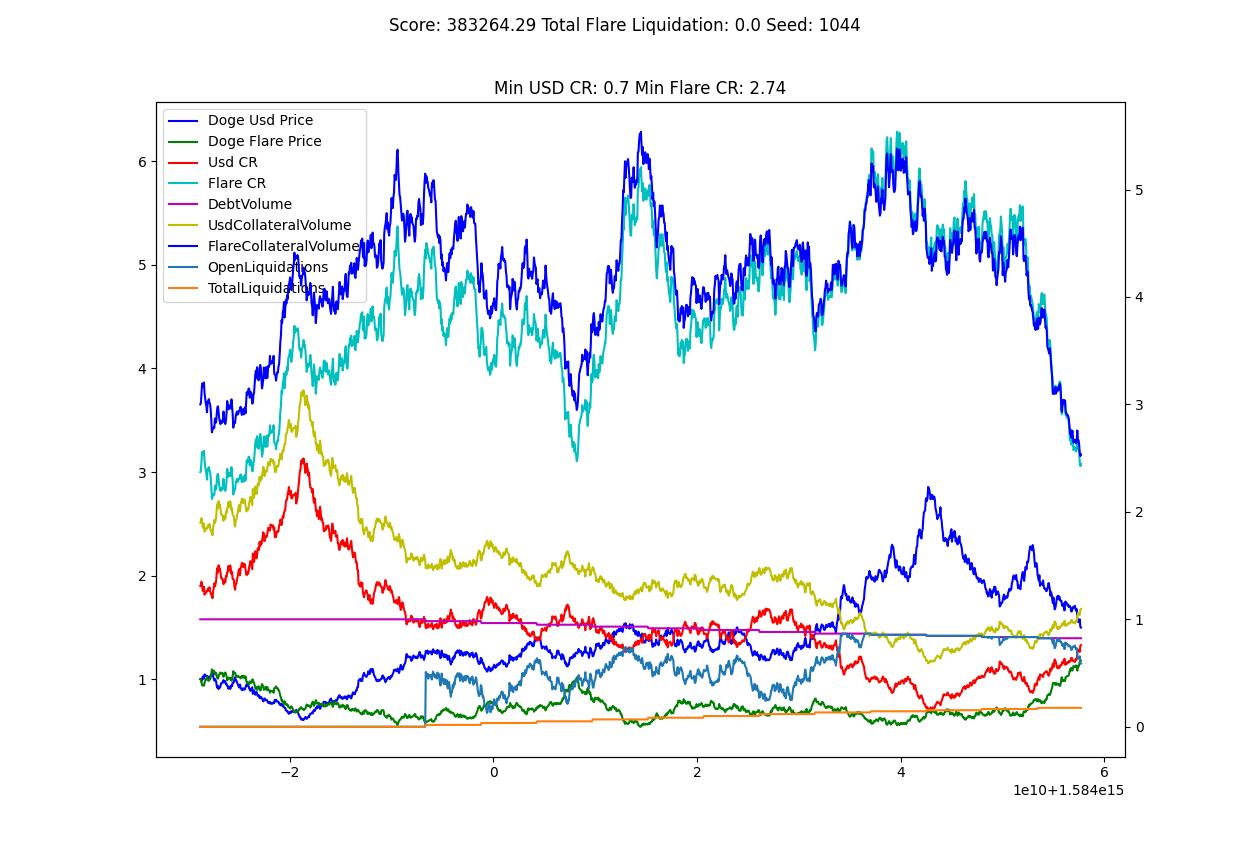 Score: 383264.29 Total Flare Liquidation: 0.0 Seed: 1044
Min USD CR: 0.7 Min Flare CR: 2.74
Doge Usd Price
Doge Flare Price
Usd CR
Flare CR
DebtVolume
UsdCollateralVolume
FlareCollateralVolume
OpenLiquidations
TotalLiquidations
6
5
4
3
2
1
5
4
3
2
1
0
−2
0
2
4
6
1e10+1.584e15